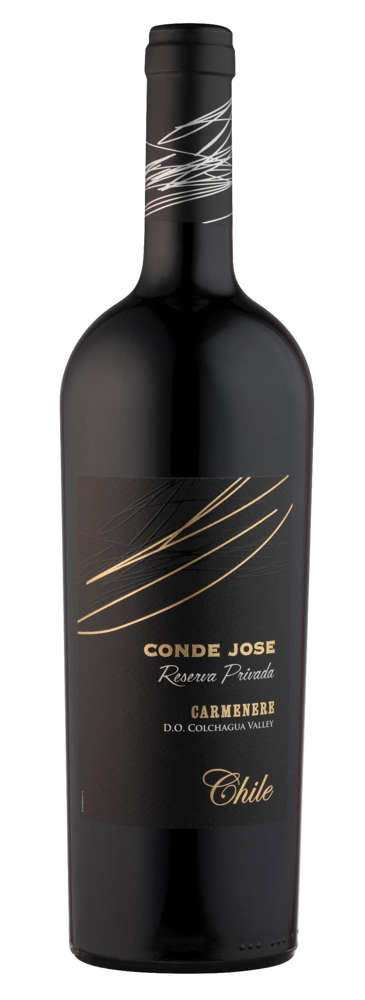 CONDE JOSE
Reserva Privada
CARMENERE
D.O. COLCHAGUA VALLEY
Chile